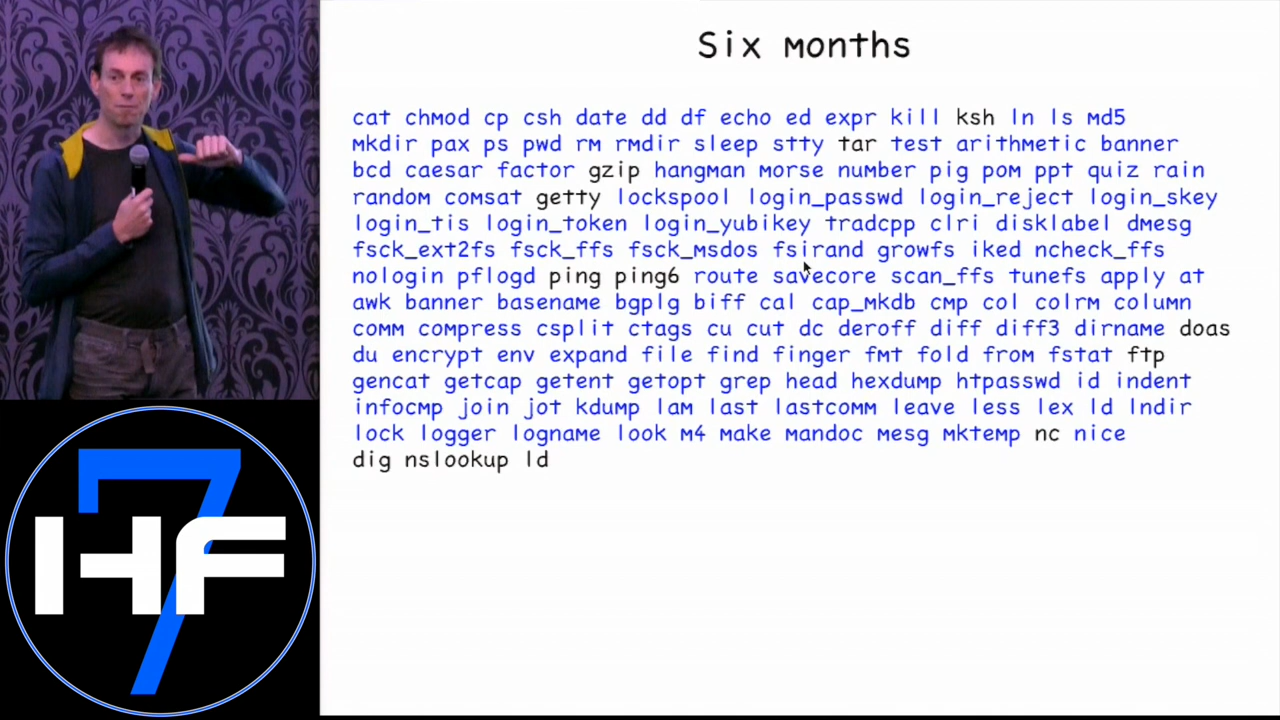 Six months
cat chmod cp csh date dd df echo ed expr kill ksh ln ls md5
mkdir pax ps pwd rm rmdir sleep stty tar test arithmetic banner
bcd caesar factor gzip hangman morse number pig pom ppt quiz rain
random comsat getty lockspool login_passwd login_reject login_skey
login_tis login_token login_yubikey tradcpp clri disklabel dmesg
fsck_ext2fs fsck_ffs fsck_msdos fsirand growfs iked ncheck_ffs
nologin pflogd ping ping6 route savecore scan_ffs tunefs apply at
awk banner basename bgplg biff cal cap_mkdb cmp col colrm column
comm compress csplit ctags cu cut dc deroff diff diff3 dirname doas
du encrypt env expand file find finger fmt fold from fstat ftp
gencat getcap getent getopt grep head hexdump htpasswd id indent
infocmp join jot kdump lam last lastcomm leave less lex ld lndir
lock logger logname look m4 make mandoc mesg mktemp nc nice
dig nslookup ld
7
HF